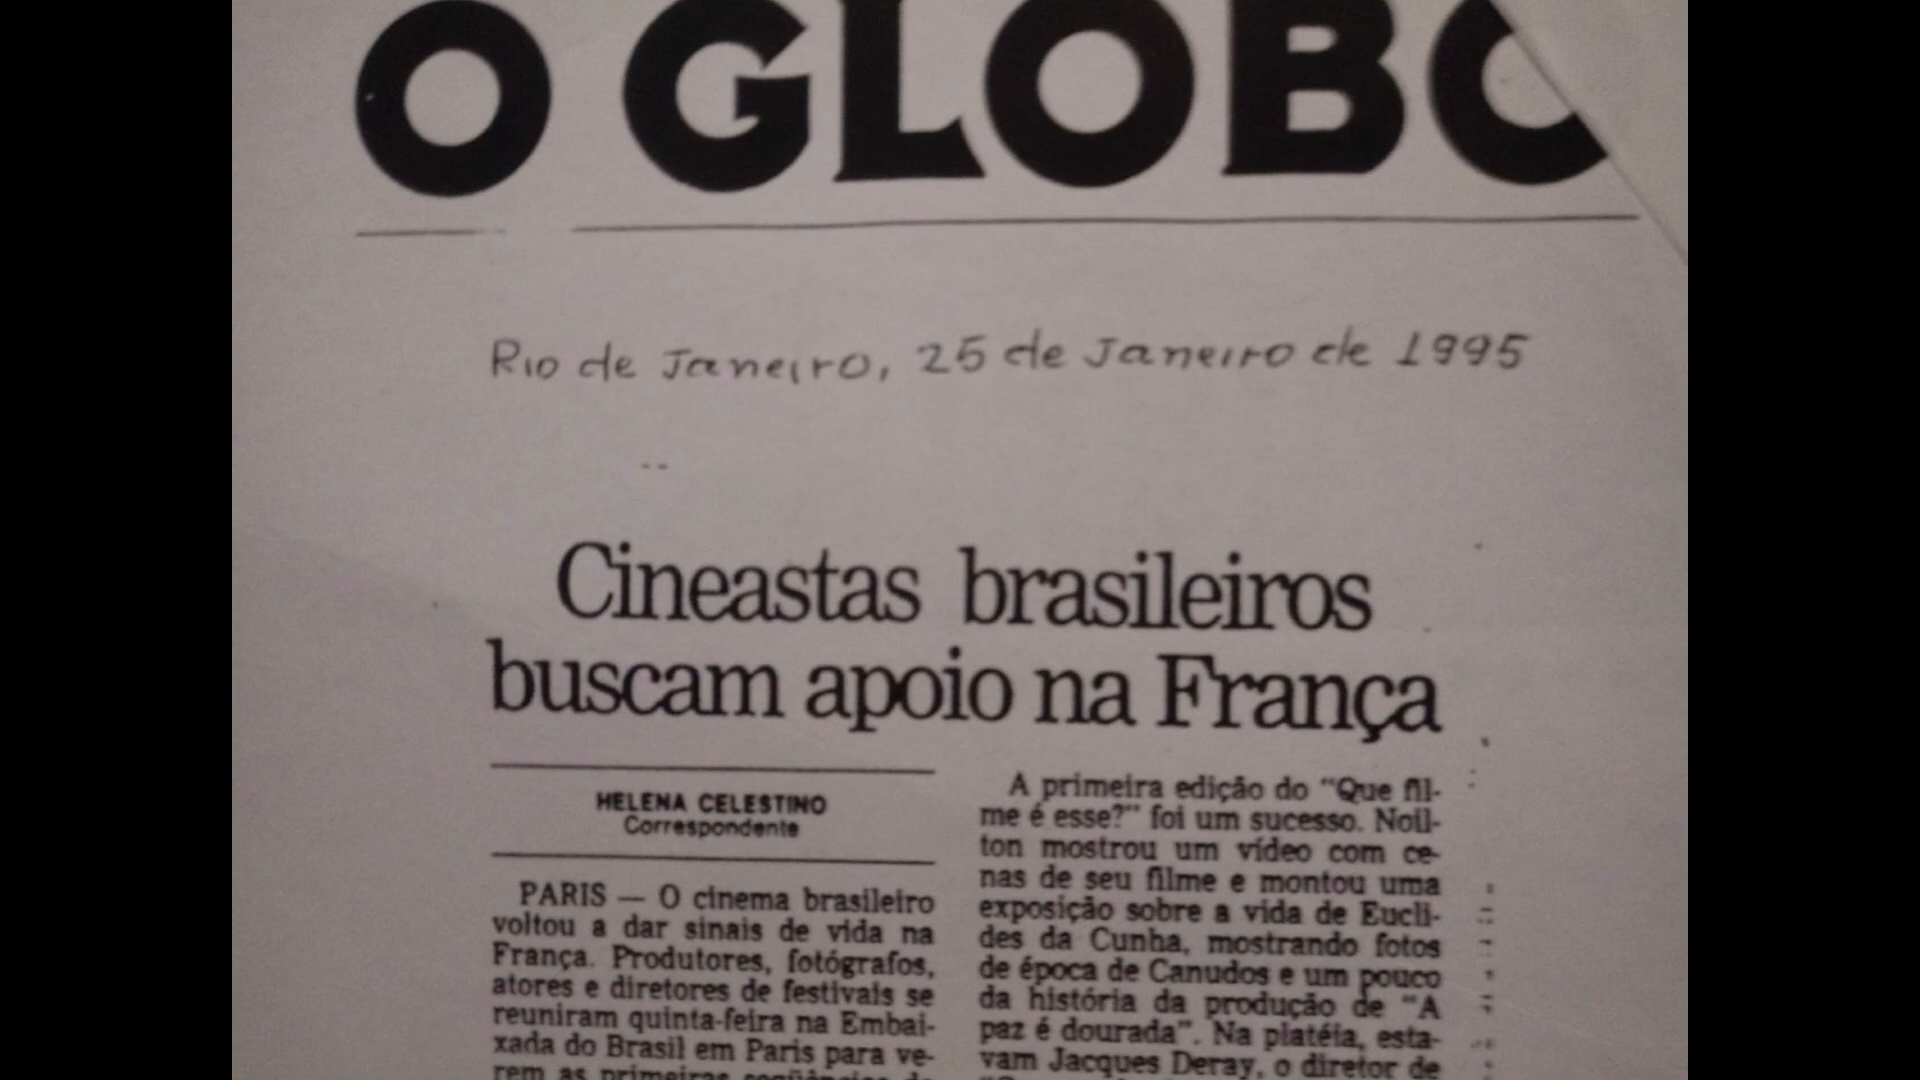 O GLOBO
Rio de Janeiro, 25 de Janeiro de 1995
Cineastas brasileiros
buscam apoio na França
HELENA CELESTINO
Correspondente
PARIS — O cinema brasileiro
voltou a dar sinais de vida na
França. Produtores, fotógrafos,
atores e diretores de festivais se
reuniram quinta-feira na Embai-
xada do Brasil em Paris para ve-
rem as primeiras seqüências de
A primeira edição do "Que fil-
me é esse?" foi um sucesso. Noil-
ton mostrou um vídeo com ce-
nas de seu filme e montou uma
exposição sobre a vida de Eucli-
des da Cunha, mostrando fotos
de época de Canudos e um pouco
da história da produção de "A
paz é dourada". Na platéia, esta-
vam Jacques Deray, o diretor de